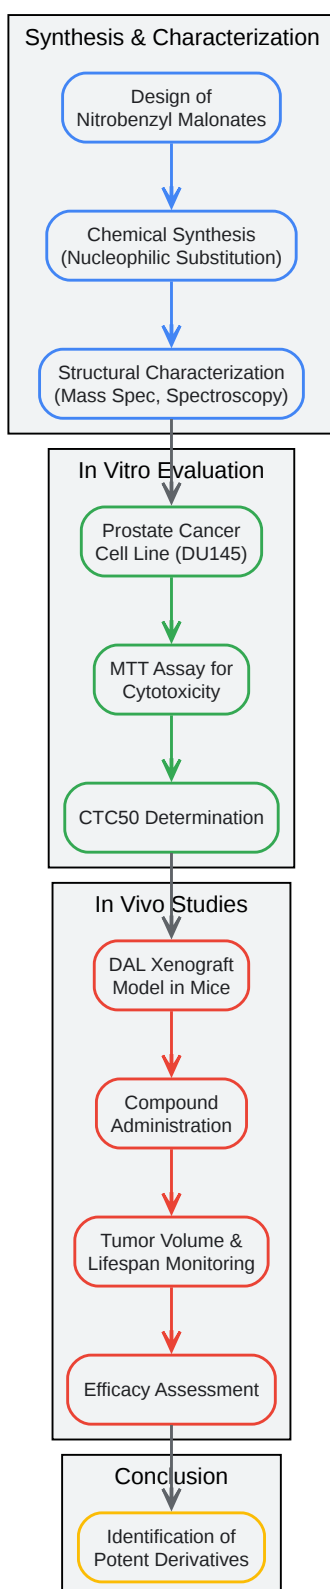 Synthesis & Characterization
Design of
Nitrobenzyl Malonates
Chemical Synthesis
(Nucleophilic Substitution)
Structural Characterization
(Mass Spec, Spectroscopy)
In Vitro Evaluation
Prostate Cancer
Cell Line (DU145)
MTT Assay for
Cytotoxicity
CTC50 Determination
In Vivo Studies
DAL Xenograft
Model in Mice
Compound
Administration
Tumor Volume &
Lifespan Monitoring
Efficacy Assessment
Conclusion
Identification of
Potent Derivatives